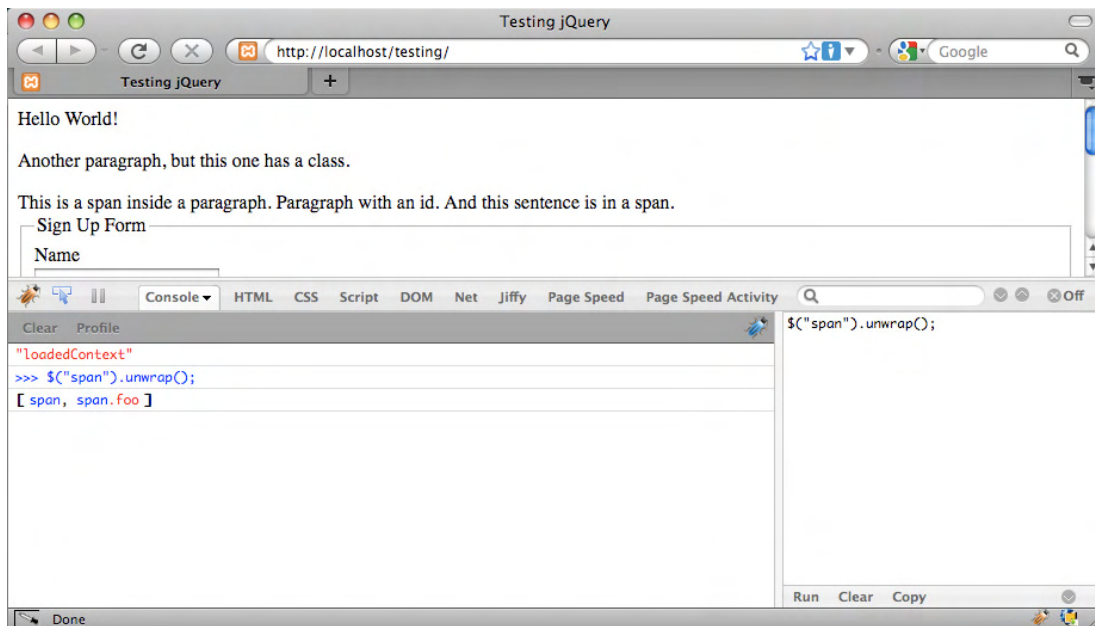 Testing jQuery
http://localhost/testing/
Google
Testing jQuery
+
Hello World!
Another paragraph, but this one has a class.
This is a span inside a paragraph. Paragraph with an id. And this sentence is in a span.
Sign Up Form
Name
Console HTML CSS Script DOM Net Jiffy Page Speed Page Speed Activity Off
Clear Profile
$("span").unwrap();
"loadedContext"
>>> $("span").unwrap();
[ span, span.foo ]
Run Clear Copy
Done